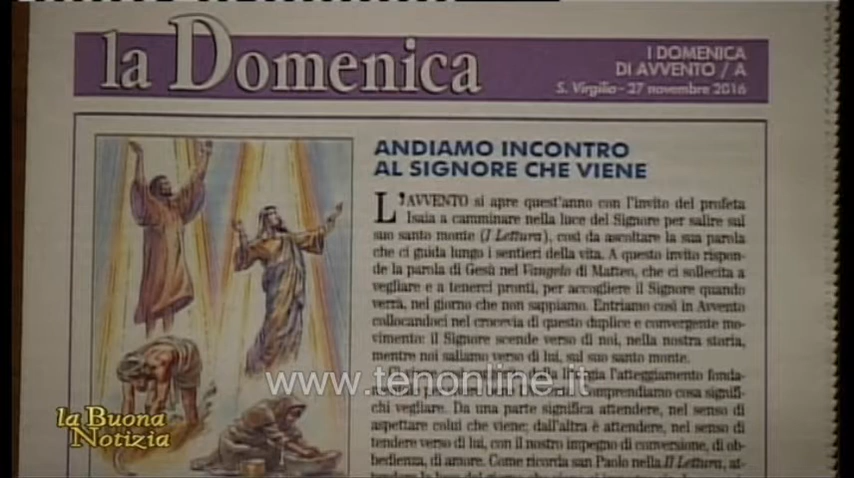 la Domenica
I DOMENICA
DI AVVENTO / A
S. Virgilio - 27 novembre 2016
ANDIAMO INCONTRO
AL SIGNORE CHE VIENE
L'AVVENTO si apre quest'anno con l'invito del profeta
Isaia a camminare nella luce del Signore per salire sul
suo santo monte (I Lettura), così da ascoltare la sua parola
che ci guida lungo i sentieri della vita. A questo invito rispon-
de la parola di Gesù nel Vangelo di Matteo, che ci sollecita a
vegliare e a tenerci pronti, per accogliere il Signore quando
verrà, nel giorno che non sappiamo. Entriamo così in Avvento
collocandoci nel crocevia di questo duplice e convergente mo-
vimento: il Signore scende verso di noi, nella nostra storia,
mentre noi saliamo verso di lui, sul suo santo monte.
www.tenonline.it
l'atteggiamento fonda-
comprendiamo cosa signifi-
chi vegliare. Da una parte significa attendere, nel senso di
aspettare colui che viene; dall'altra è attendere, nel senso di
tendere verso di lui, con il nostro impegno di conversione, di ob-
bedienza, di amore. Come ricorda san Paolo nella II Lettura, at-
la Buona
Notizia